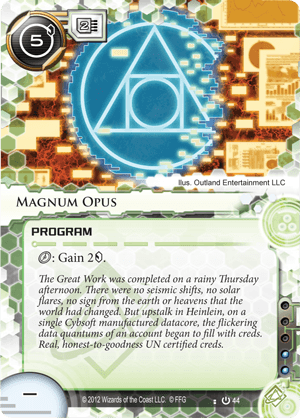 5
Illus. Outland Entertainment LLC
MAGNUM OPUS
PROGRAM
: Gain 2.
The Great Work was completed on a rainy Thursday
afternoon. There were no seismic shifts, no solar
flares, no sign from the earth or heavens that the
world had changed. But upstalk in Heinlein, on a
single Cybsoft manufactured datacore, the flickering
data quantums of an account began to fill with creds.
Real, honest-to-goodness UN certified creds.
–
© 2012 Wizards of the Coast LLC. © FFG 44